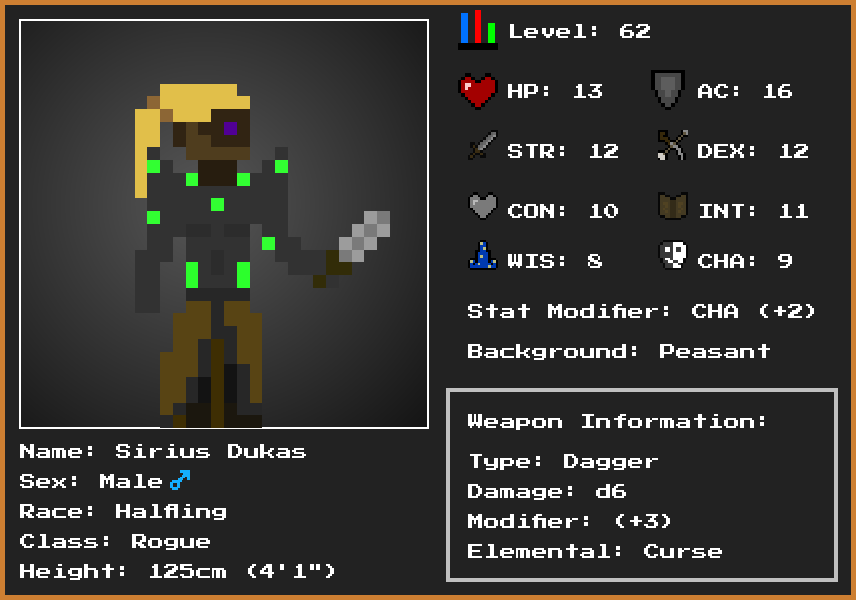 Level: 62
HP: 13 AC: 16
STR: 12 DEX: 12
CON: 10 INT: 11
WIS: 8 CHA: 9
Stat Modifier: CHA (+2)
Background: Peasant
Weapon Information:
Type: Dagger
Damage: d6
Modifier: (+3)
Elemental: Curse
Name: Sirius Dukas
Sex: Male♂
Race: Halfling
Class: Rogue
Height: 125cm (4'1")